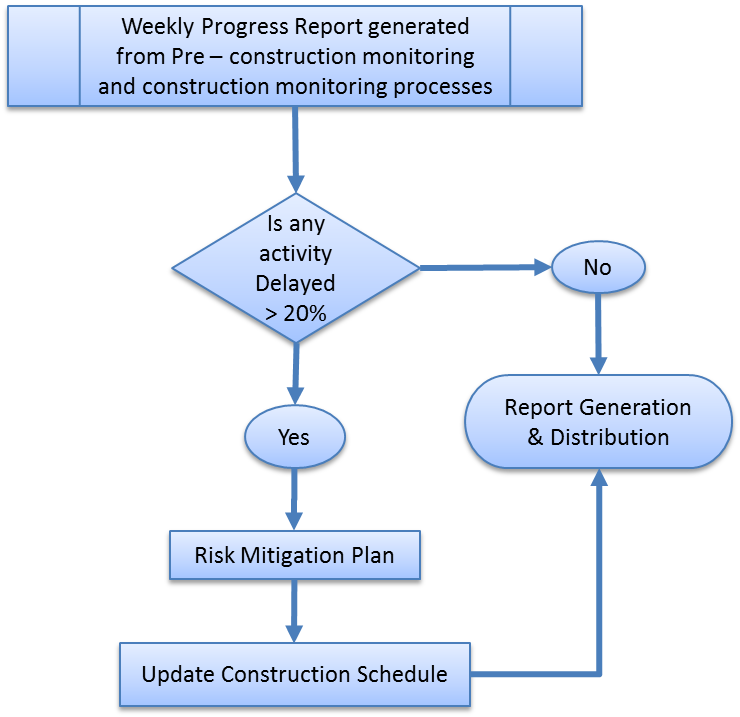 Weekly Progress Report generated
from Pre – construction monitoring
and construction monitoring processes
Is any
activity
Delayed
> 20%
No
Yes
Report Generation
& Distribution
Risk Mitigation Plan
Update Construction Schedule